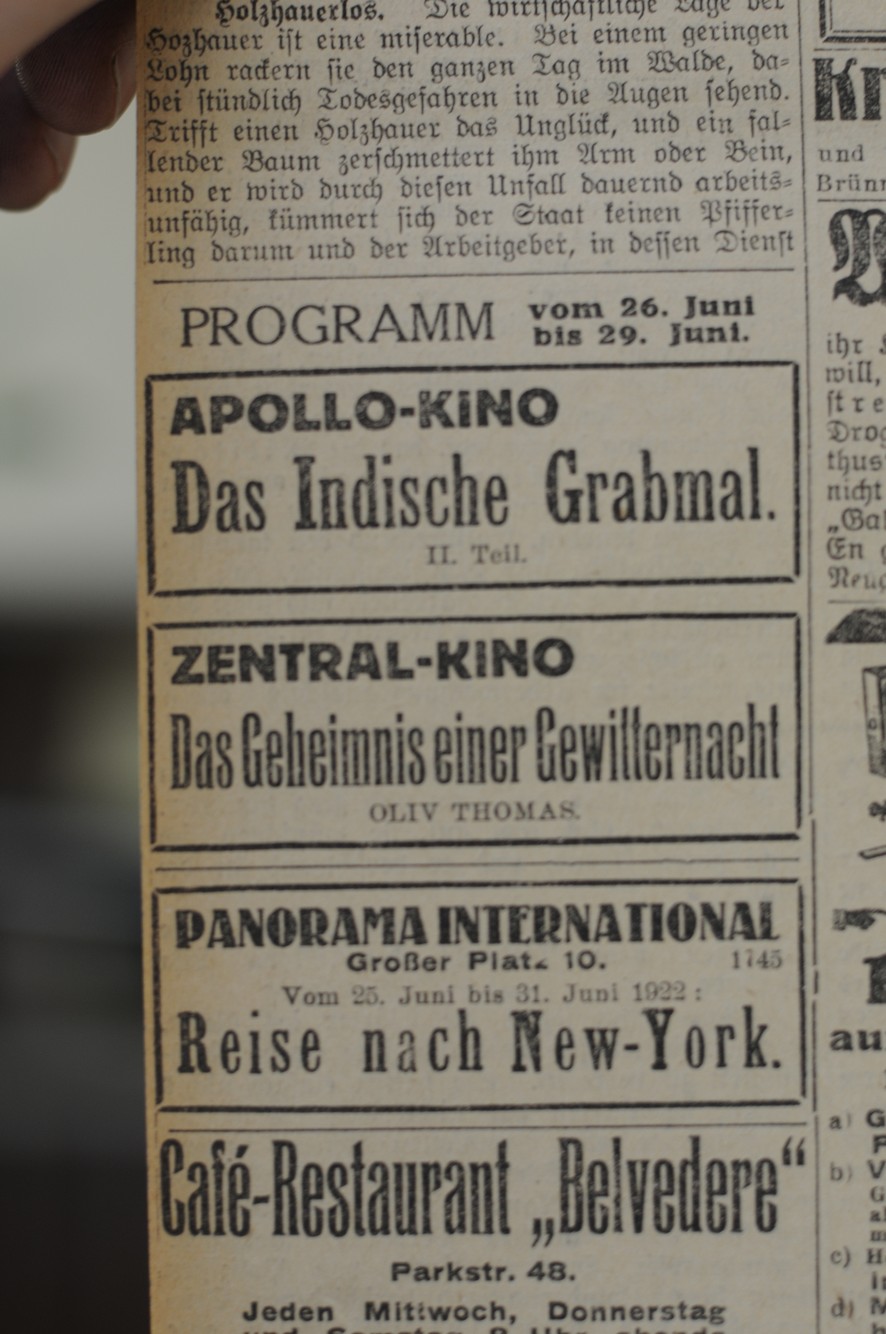 Holzhauerlos. Die wirtschaftliche Lage der
Hozhauer ist eine miserable. Bei einem geringen
Lohn rackern sie den ganzen Tag im Walde, da-
bei stündlich Todesgefahren in die Augen sehend.
Trifft einen Holzhauer das Unglück, und ein fal-
lender Baum zerschmettert ihm Arm oder Bein,
und er wird durch diesen Unfall dauernd arbeits-
unfähig, kümmert sich der Staat keinen Pfiffer-
ling darum und der Arbeitgeber, in dessen Dienst
PROGRAMM vom 26. Juni
bis 29. Juni.
APOLLO-KINO
Das Indische Grabmal.
II. Teil.
ZENTRAL-KINO
Das Geheimnis einer Gewitternacht
OLIV THOMAS.
PANORAMA INTERNATIONAL
Großer Platz 10. 1745
Vom 25. Juni bis 31. Juni 1922:
Reise nach New-York.
Café-Restaurant „Belvedere“
Parkstr. 48.
Jeden Mittwoch, Donnerstag
und
Brünn
ihr
will,
stre
Drog
thus
nicht
„Gal
En
au
a) G
b) V
c) H
d) M